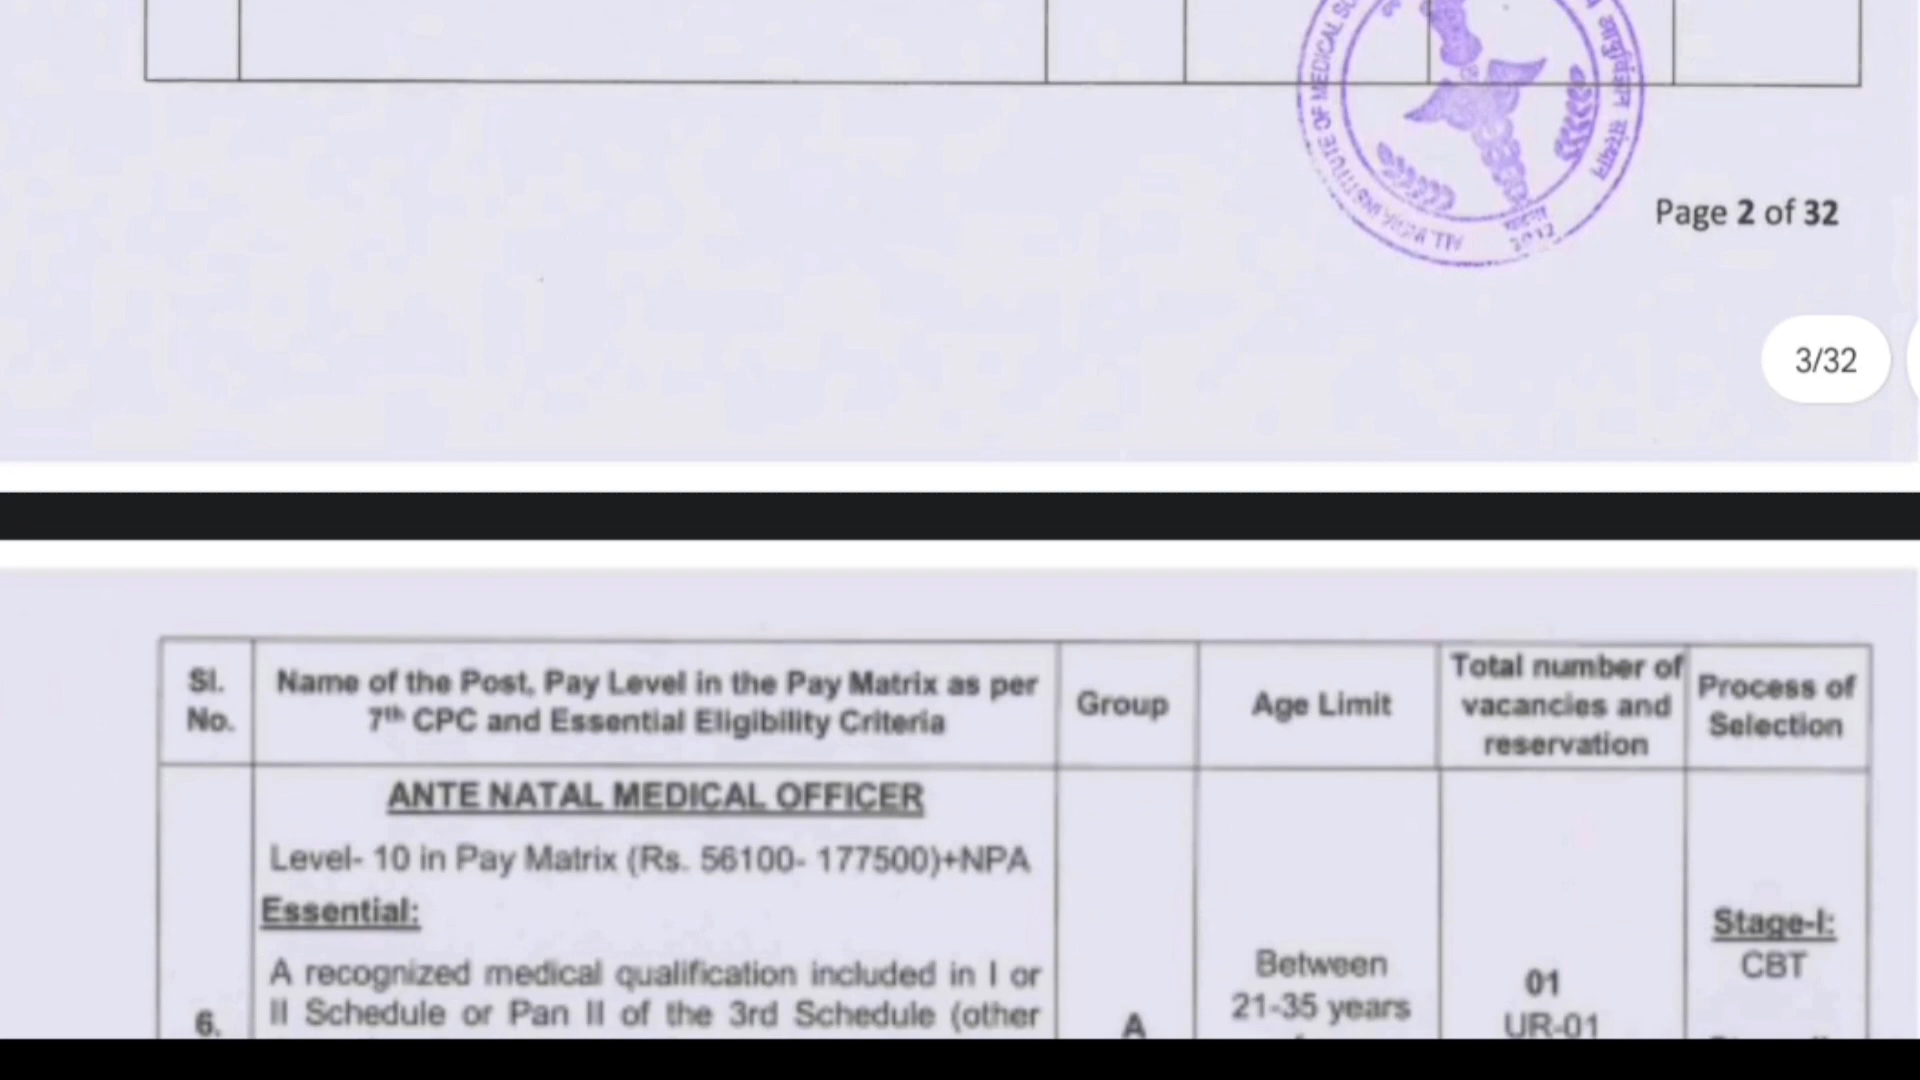 INSTITUTE OF MEDICAL
संस्थान
Page 2 of 32
3/32
Sl. No.
Name of the Post, Pay Level in the Pay Matrix as per
7th CPC and Essential Eligibility Criteria
Group
Age Limit
Total number of
vacancies and
reservation
Process of
Selection
ANTE NATAL MEDICAL OFFICER
Level- 10 in Pay Matrix (Rs. 56100- 177500)+NPA
Essential:
A recognized medical qualification included in I or
II Schedule or Pan II of the 3rd Schedule (other
6.
A
Between
21-35 years
01
UR-01
Stage-I:
CBT